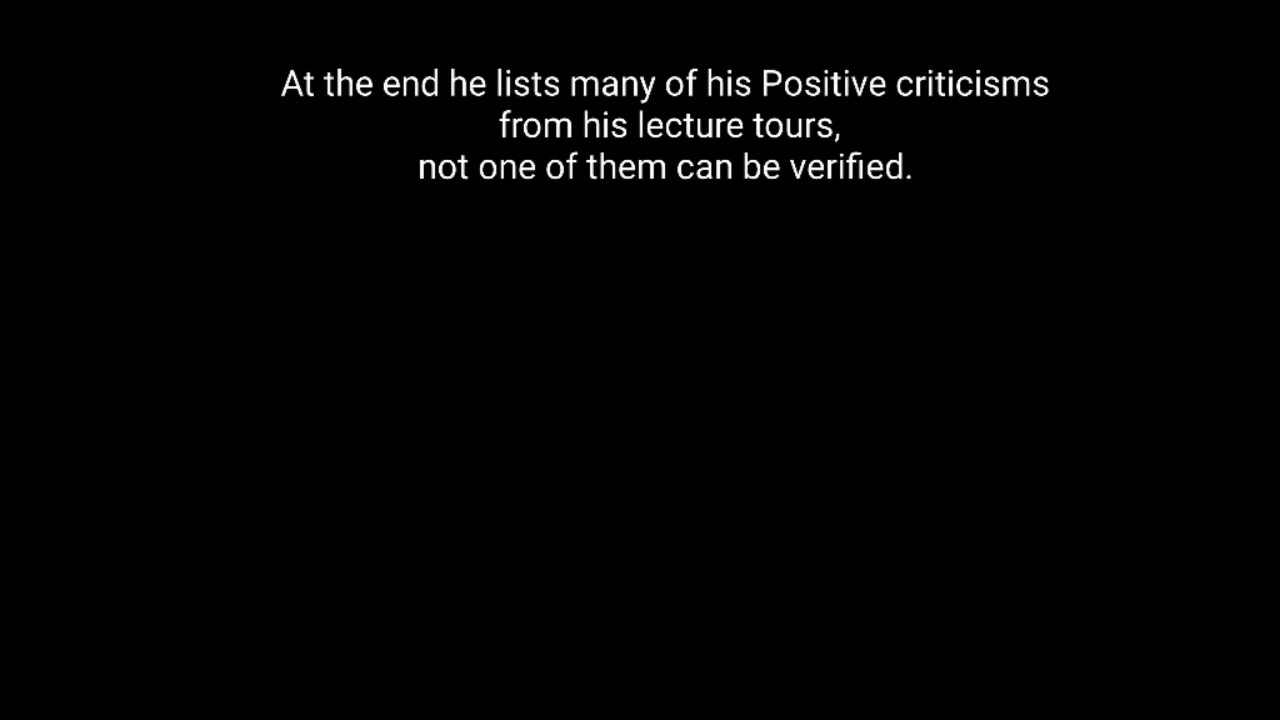 At the end he lists many of his Positive criticisms
from his lecture tours,
not one of them can be verified.